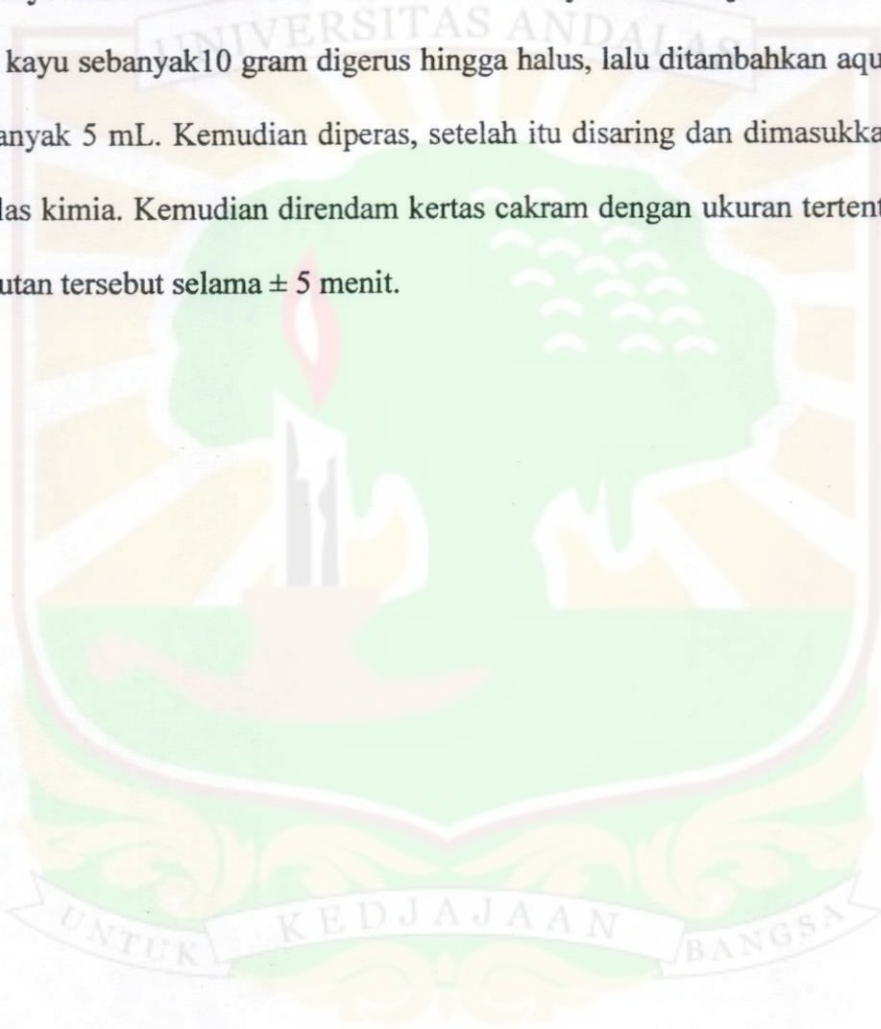 UNIVERSITAS ANDALAS
kayu sebanyak10 gram digerus hingga halus, lalu ditambahkan aqu
anyak 5 mL. Kemudian diperas, setelah itu disaring dan dimasukka
las kimia. Kemudian direndam kertas cakram dengan ukuran tertent
utan tersebut selama ± 5 menit.
UNTUK KEDJAJAAN BANGSA